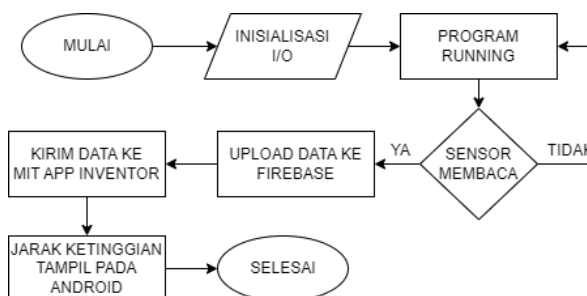 MULAI
INISIALISASI
I/O
PROGRAM
RUNNING
SENSOR
MEMBACA
YA
TIDAK
UPLOAD DATA KE
FIREBASE
KIRIM DATA KE
MIT APP INVENTOR
JARAK KETINGGIAN
TAMPIL PADA
ANDROID
SELESAI